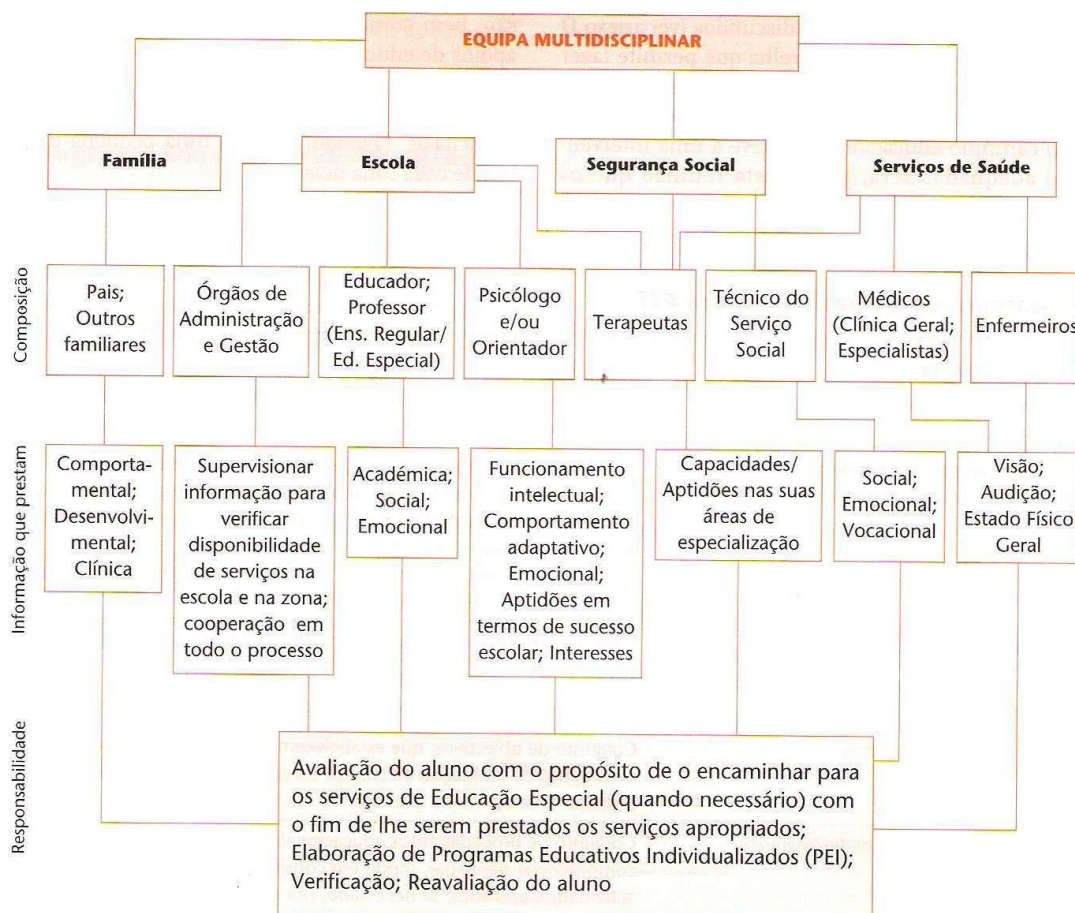 EQUIPA MULTIDISCIPLINAR
Família
Escola
Segurança Social
Serviços de Saúde
Composição
Pais;
Outros
familiares
Órgãos de
Administração
e Gestão
Educador;
Professor
(Ens. Regular/
Ed. Especial)
Psicólogo
e/ou
Orientador
Terapeutas
Técnico do
Serviço
Social
Médicos
(Clínica Geral;
Especialistas)
Enfermeiros
Informação que prestam
Comporta-
mental;
Desenvolvi-
mental;
Clínica
Supervisionar
informação para
verificar
disponibilidade
de serviços na
escola e na zona;
cooperação em
todo o processo
Académica;
Social;
Emocional
Funcionamento
intelectual;
Comportamento
adaptativo;
Emocional;
Aptidões em
termos de sucesso
escolar; Interesses
Capacidades/
Aptidões nas suas
áreas de
especialização
Social;
Emocional;
Vocacional
Visão;
Audição;
Estado Físico
Geral
Responsabilidade
Avaliação do aluno com o propósito de o encaminhar para
os serviços de Educação Especial (quando necessário) com
o fim de lhe serem prestados os serviços apropriados;
Elaboração de Programas Educativos Individualizados (PEI);
Verificação; Reavaliação do aluno